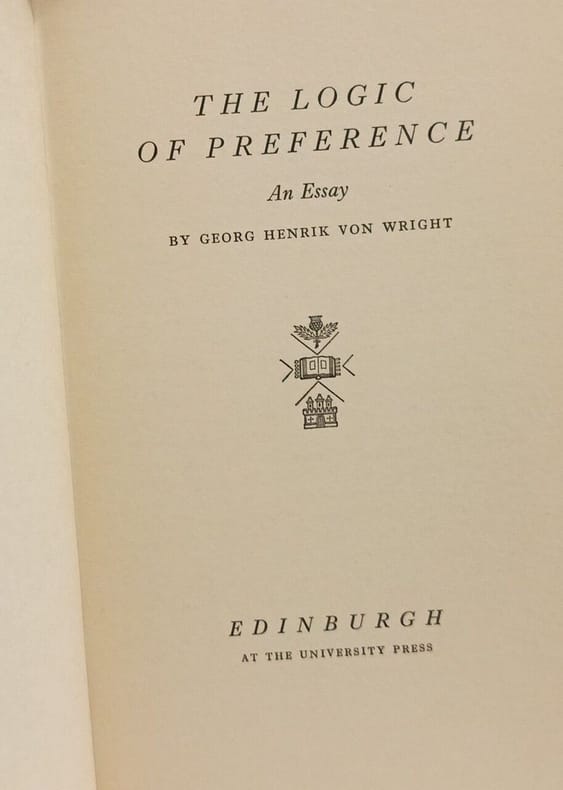 THE LOGIC
OF PREFERENCE
An Essay
BY GEORG HENRIK VON WRIGHT
EDINBURGH
AT THE UNIVERSITY PRESS